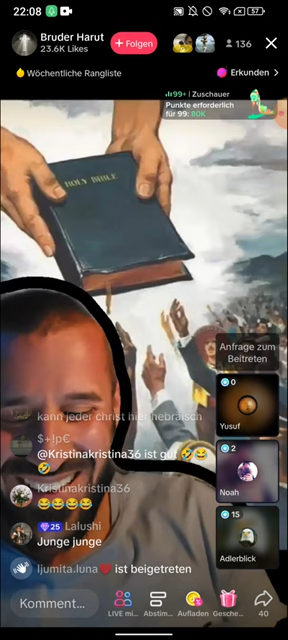 22:08
57
Bruder Harut
23.6K Likes
+ Folgen
136
Wöchentliche Rangliste
Erkunden >
99+ | Zuschauer
Punkte erforderlich
für 99: 80K
HOLY BIBLE
Anfrage zum
Beitreten
0
Yusuf
kann jeder christ hier hebräisch
$+!p€
@Kristinakristina36 ist gut 🤣😂
🤣
2
Noah
Kristinakristina36
😂😂😂😂
25 Lalushi
Junge junge
15
Adlerblick
ljumita.luna❤️ ist beigetreten
Komment...
LIVE mi...
Abstim...
Aufladen
Gesche...
40